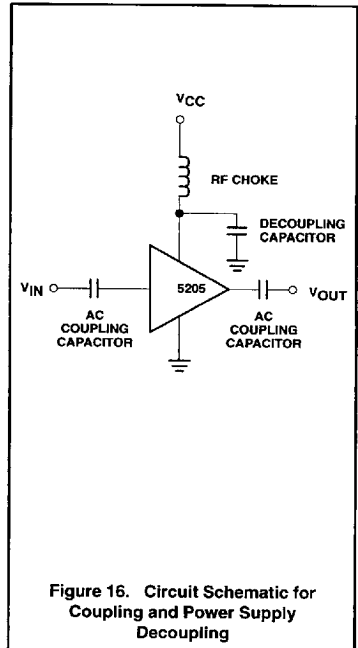 VCC
RF CHOKE
DECOUPLING
CAPACITOR
VIN
5205
VOUT
AC
COUPLING
CAPACITOR
AC
COUPLING
CAPACITOR
Figure 16. Circuit Schematic for
Coupling and Power Supply
Decoupling